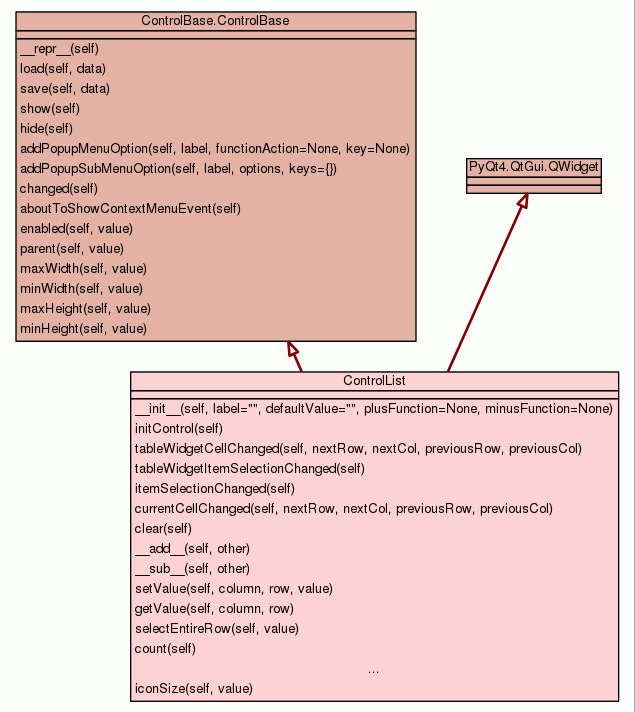 ControlBase.ControlBase
__repr__(self)
load(self, data)
save(self, data)
show(self)
hide(self)
addPopupMenuOption(self, label, functionAction=None, key=None)
addPopupSubMenuOption(self, label, options, keys={})
changed(self)
aboutToShowContextMenuEvent(self)
enabled(self, value)
parent(self, value)
maxWidth(self, value)
minWidth(self, value)
maxHeight(self, value)
minHeight(self, value)
PyQt4.QtGui.QWidget
ControlList
__init__(self, label="", defaultValue="", plusFunction=None, minusFunction=None)
initControl(self)
tableWidgetCellChanged(self, nextRow, nextCol, previousRow, previousCol)
tableWidgetItemSelectionChanged(self)
itemSelectionChanged(self)
currentCellChanged(self, nextRow, nextCol, previousRow, previousCol)
clear(self)
__add__(self, other)
__sub__(self, other)
setValue(self, column, row, value)
getValue(self, column, row)
selectEntireRow(self, value)
count(self)
...
iconSize(self, value)